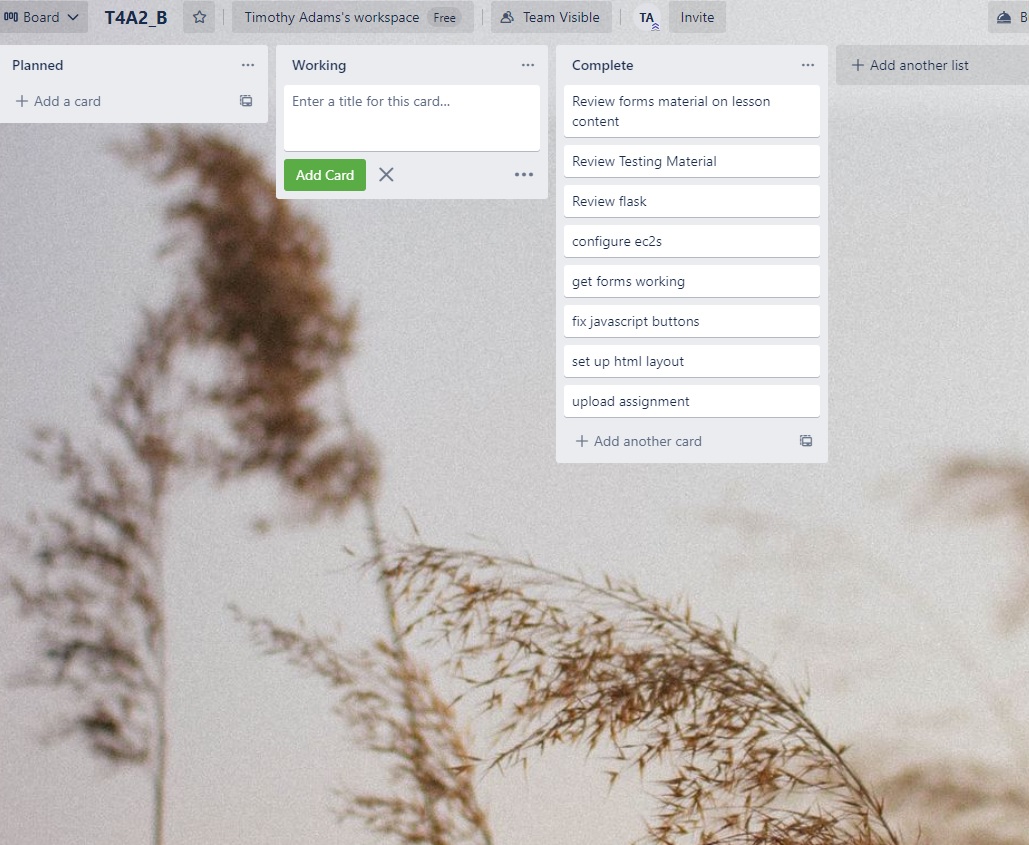 Board
T4A2_B
Timothy Adams's workspace Free
Team Visible
TA
Invite
B
Planned
Add a card
Working
Enter a title for this card...
Add Card
Complete
Review forms material on lesson
content
Review Testing Material
Review flask
configure ec2s
get forms working
fix javascript buttons
set up html layout
upload assignment
Add another card
Add another list